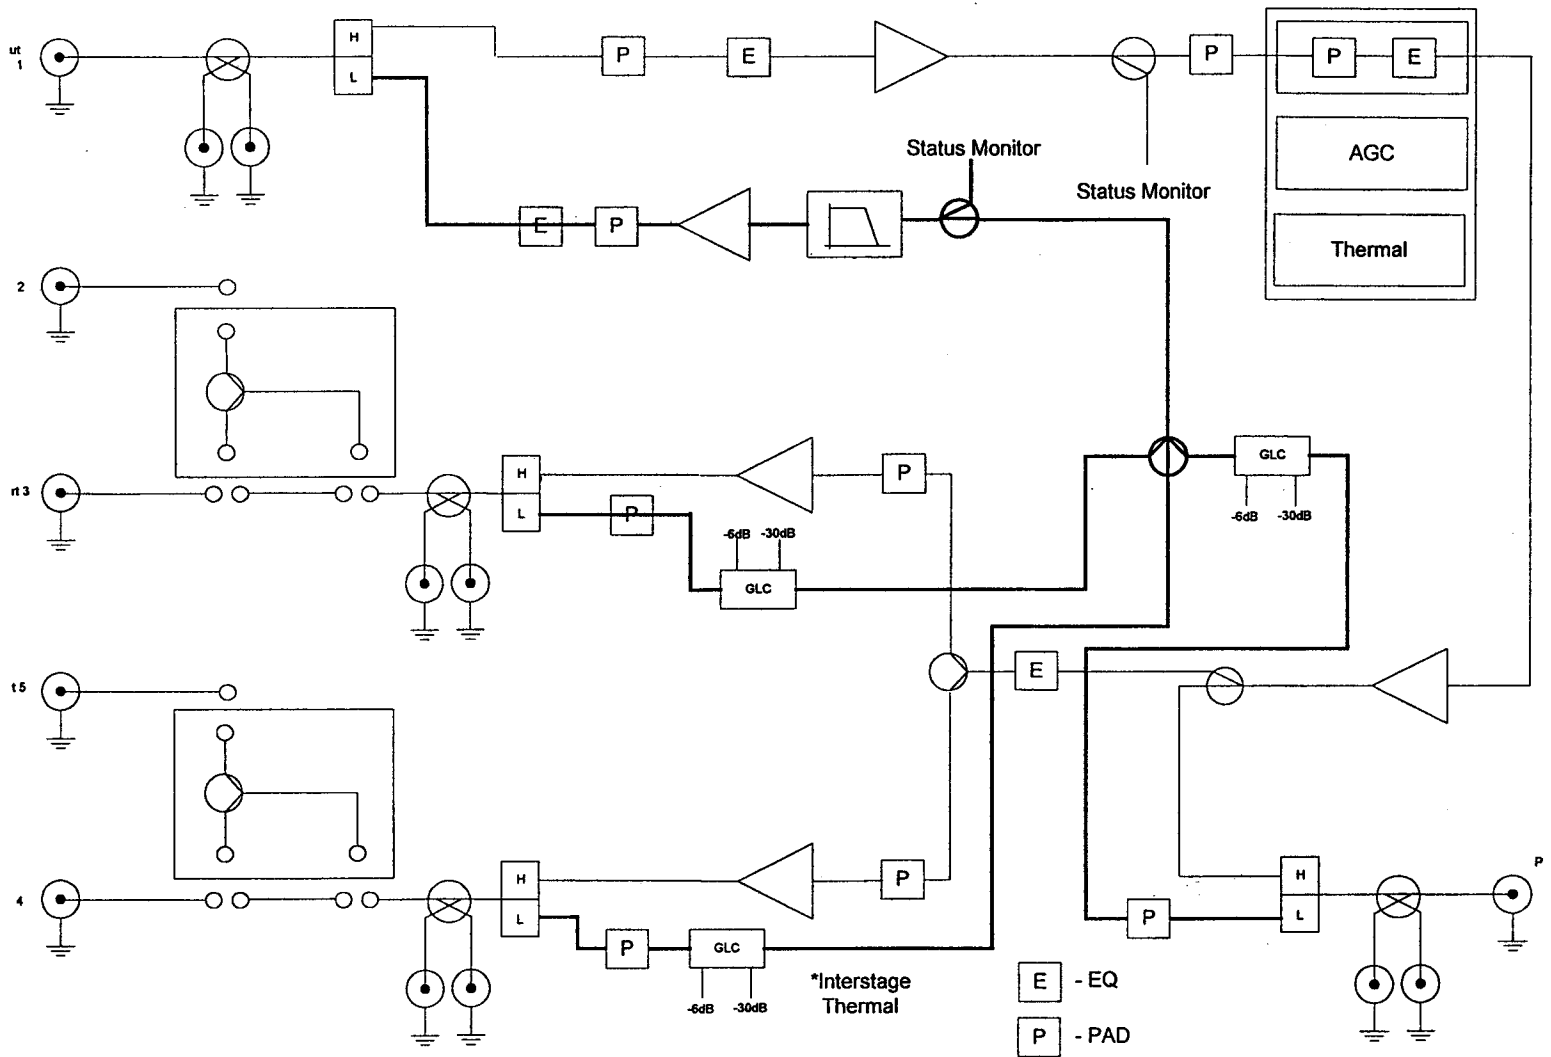 ut
1
H
L
P
E
P
P
E
Status Monitor
Status Monitor
AGC
Thermal
E
P
2
rt 3
H
L
P
P
GLC
-6dB -30dB
-6dB -30dB
GLC
t 5
E
4
H
L
P
P
GLC
-6dB -30dB
*Interstage
Thermal
P
H
L
P
E - EQ
P - PAD